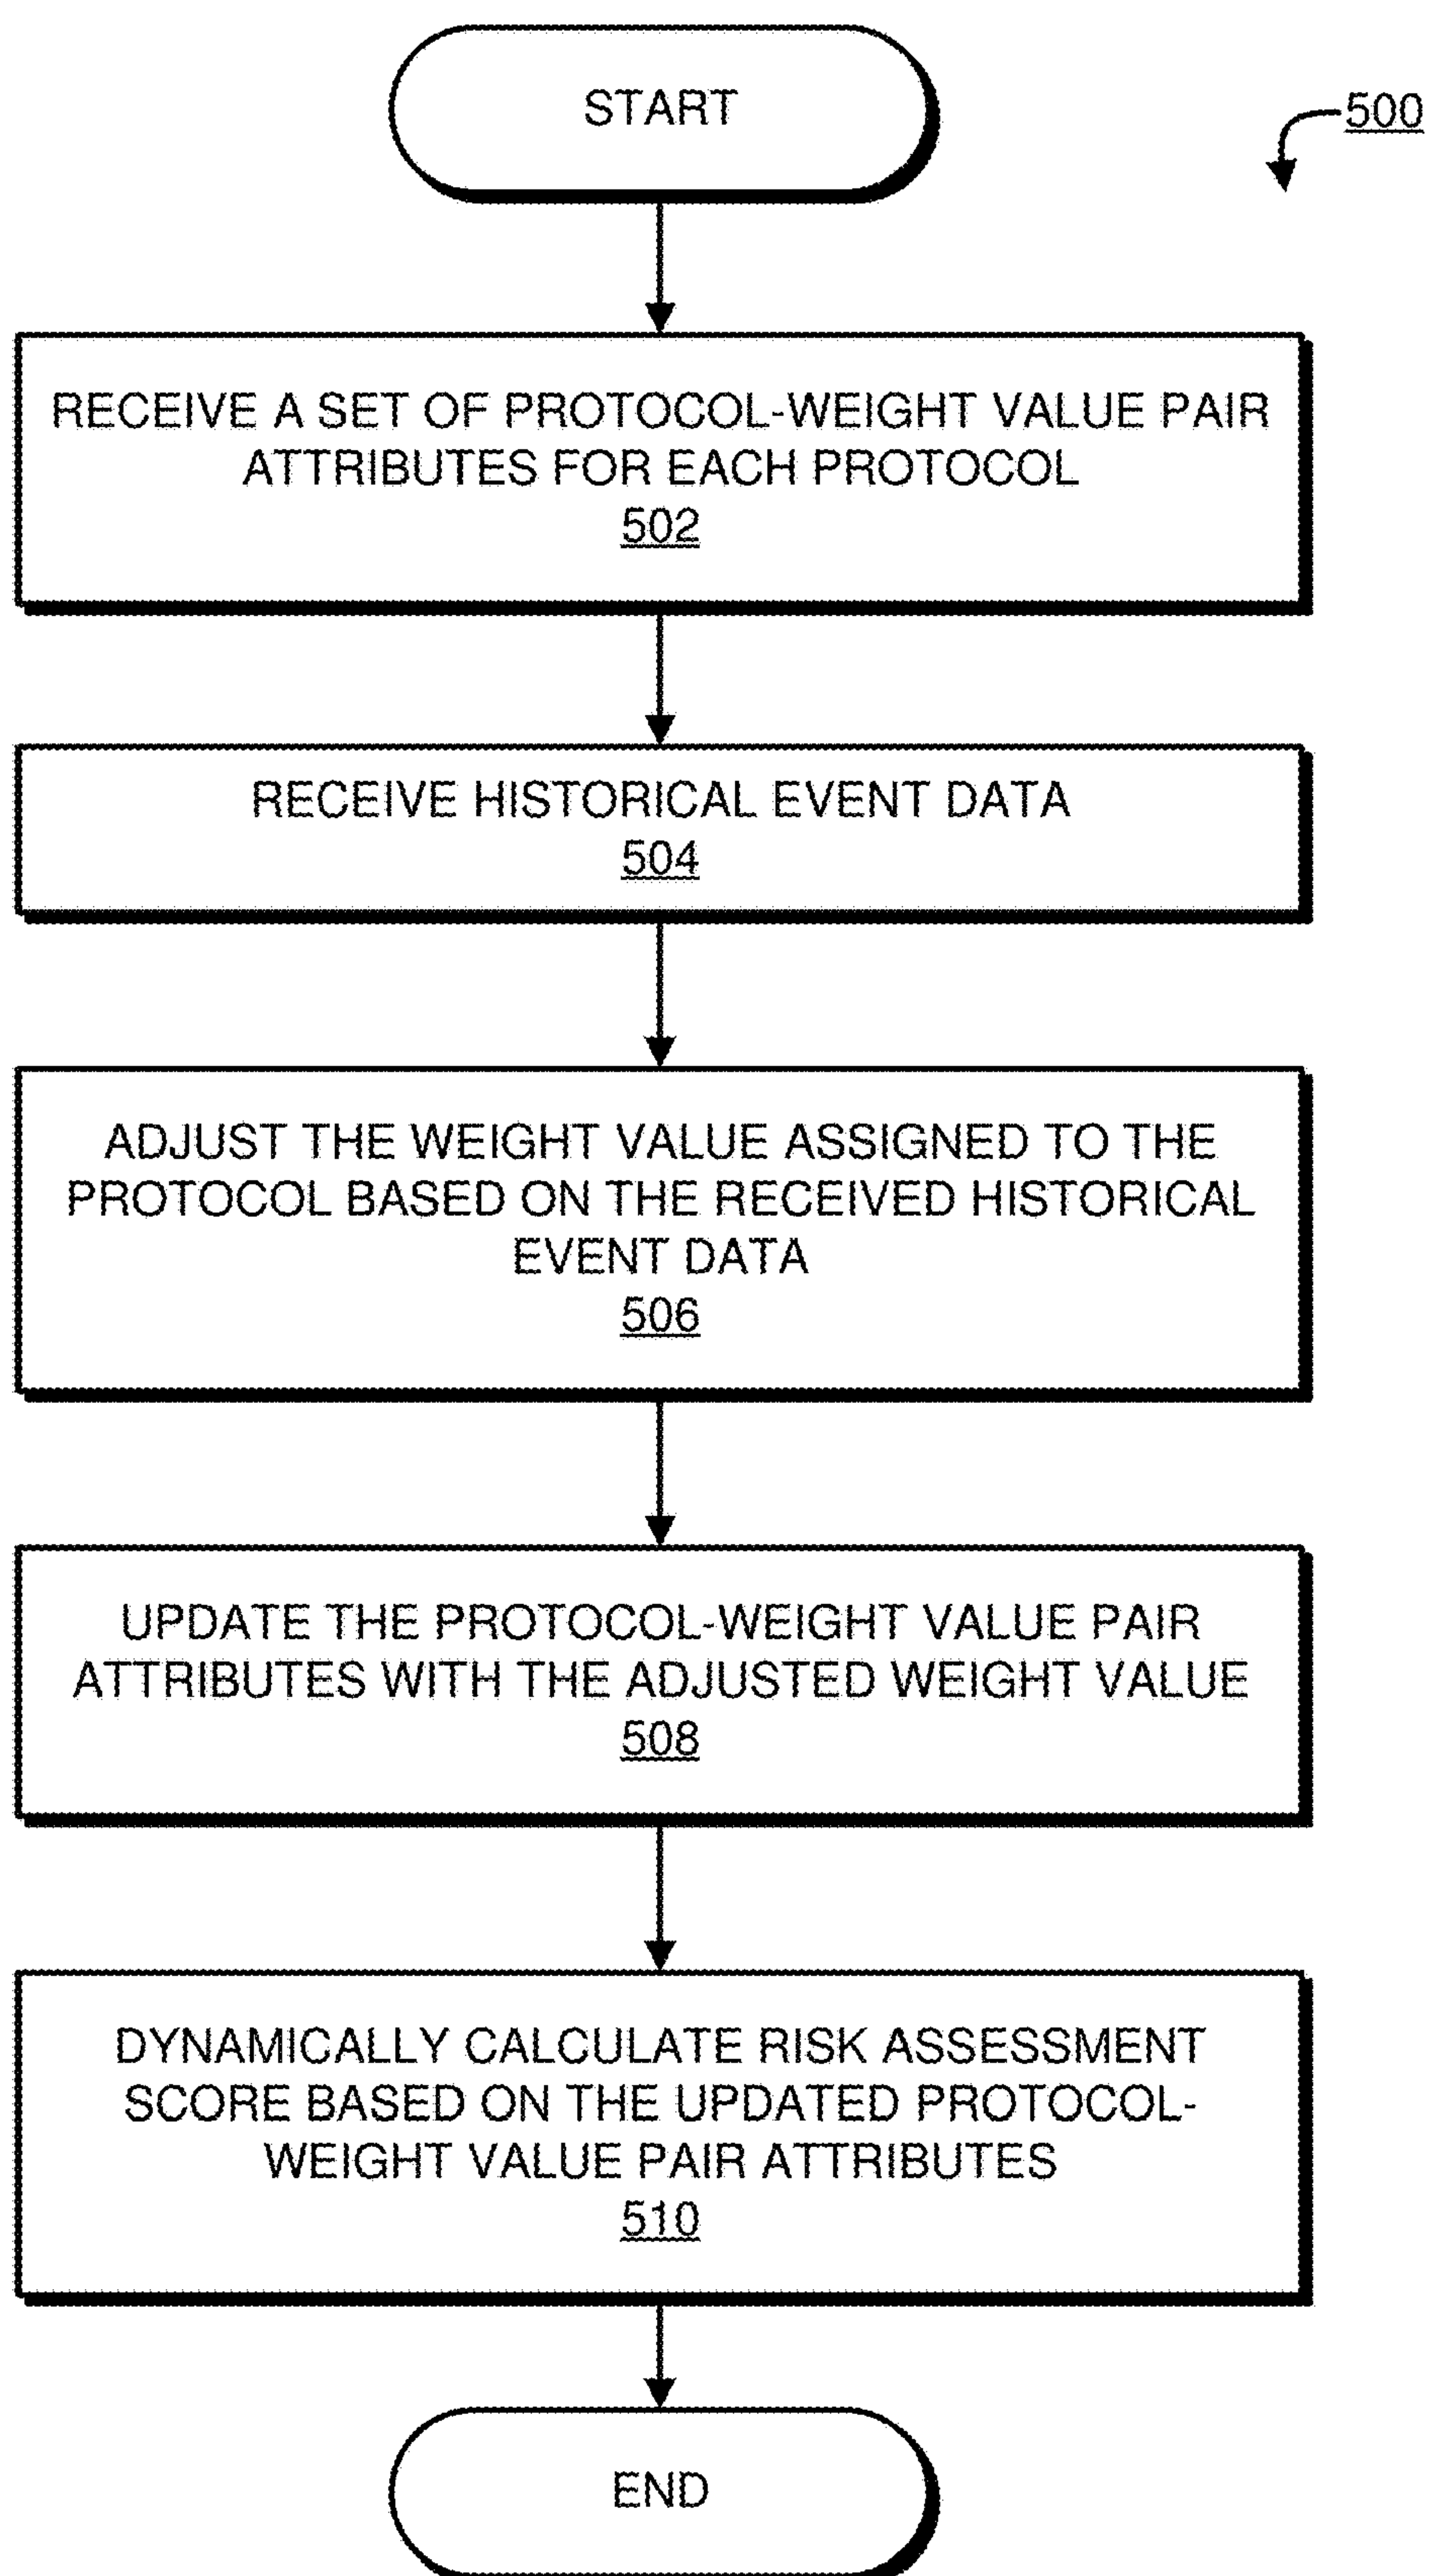 START
500
RECEIVE A SET OF PROTOCOL-WEIGHT VALUE PAIR
ATTRIBUTES FOR EACH PROTOCOL
502
RECEIVE HISTORICAL EVENT DATA
504
ADJUST THE WEIGHT VALUE ASSIGNED TO THE
PROTOCOL BASED ON THE RECEIVED HISTORICAL
EVENT DATA
506
UPDATE THE PROTOCOL-WEIGHT VALUE PAIR
ATTRIBUTES WITH THE ADJUSTED WEIGHT VALUE
508
DYNAMICALLY CALCULATE RISK ASSESSMENT
SCORE BASED ON THE UPDATED PROTOCOL-
WEIGHT VALUE PAIR ATTRIBUTES
510
END